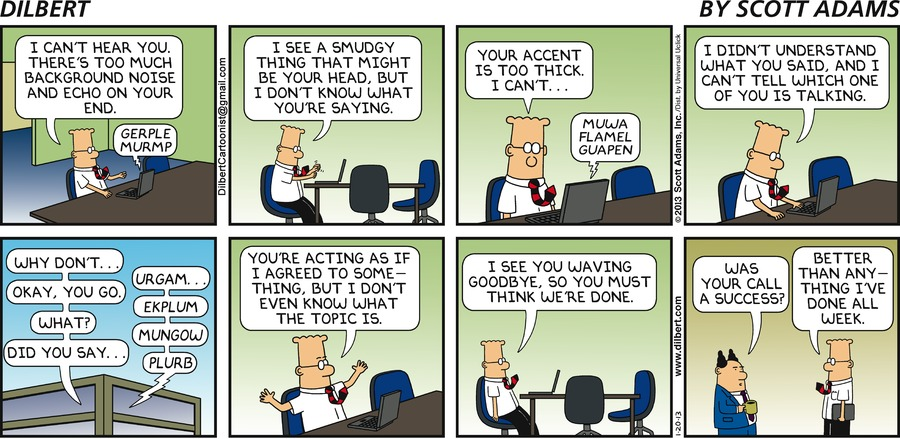 DILBERT
BY SCOTT ADAMS
I CAN'T HEAR YOU.
THERE'S TOO MUCH
BACKGROUND NOISE
AND ECHO ON YOUR
END.
GERPLE
MURMP
DilbertCartoonist@gmail.com
I SEE A SMUDGY
THING THAT MIGHT
BE YOUR HEAD, BUT
I DON'T KNOW WHAT
YOU'RE SAYING.
YOUR ACCENT
IS TOO THICK.
I CAN'T...
MUWA
FLAMEL
GUAPEN
©2013 Scott Adams, Inc. /Dist. by Universal Uclick
I DIDN'T UNDERSTAND
WHAT YOU SAID, AND I
CAN'T TELL WHICH ONE
OF YOU IS TALKING.
WHY DON'T...
OKAY, YOU GO.
WHAT?
DID YOU SAY...
URGAM...
EKPLUM
MUNGOW
PLURB
YOU'RE ACTING AS IF
I AGREED TO SOME—
THING, BUT I DON'T
EVEN KNOW WHAT
THE TOPIC IS.
I SEE YOU WAVING
GOODBYE, SO YOU MUST
THINK WE'RE DONE.
www.dilbert.com
1-20-13
WAS
YOUR CALL
A SUCCESS?
BETTER
THAN ANY—
THING I'VE
DONE ALL
WEEK.